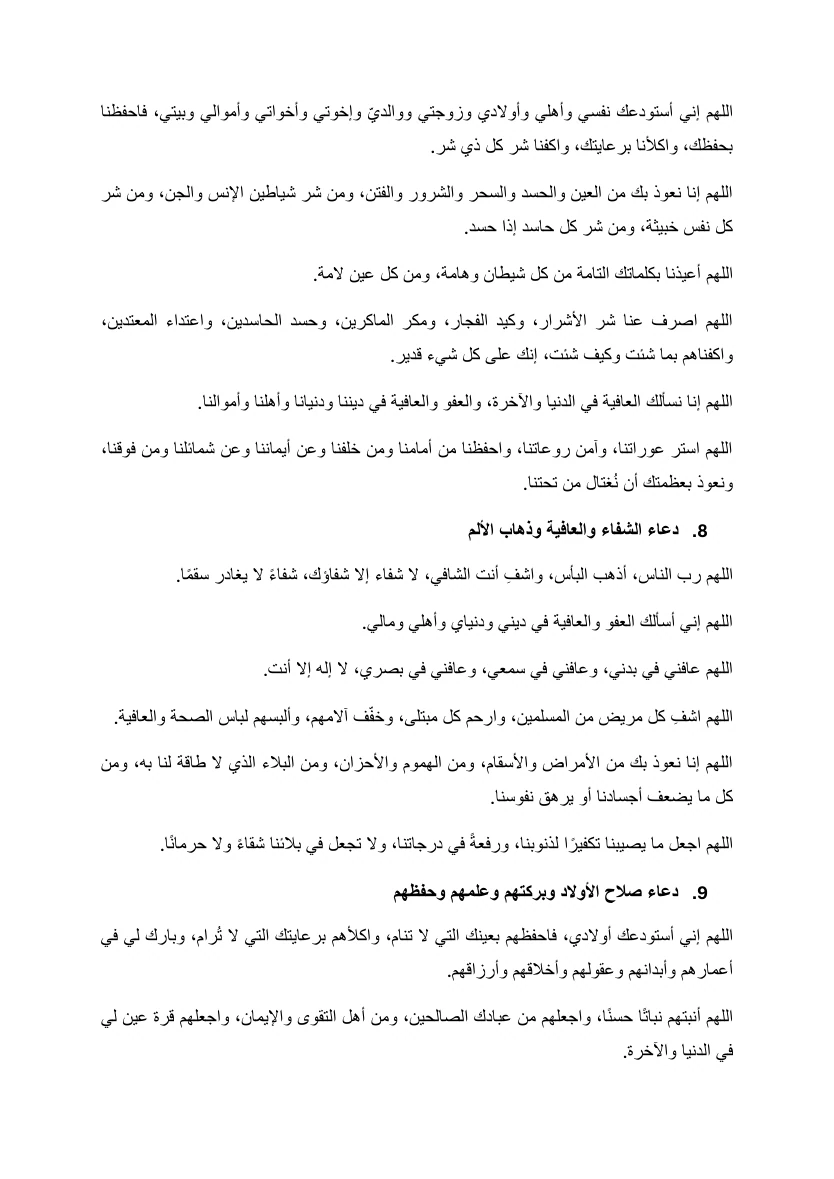 اللهم إني أستودعك نفسي وأهلي وأولادي وزوجتي ووالديّ وإخوتي وأخواتي وأموالي وبيتي، فاحفظنا
بحفظك، واكلأنا برعايتك، واكفنا شر كل ذي شر.
اللهم إنا نعوذ بك من العين والحسد والسحر والشرور والفتن، ومن شر شياطين الإنس والجن، ومن شر
كل نفس خبيثة، ومن شر كل حاسد إذا حسد.
اللهم أعيذنا بكلماتك التامة من كل شيطان وهامة، ومن كل عين لامة.
اللهم اصرف عنا شر الأشرار، وكيد الفجار، ومكر الماكرين، وحسد الحاسدين، واعتداء المعتدين،
واكفناهم بما شئت وكيف شئت، إنك على كل شيء قدير.
اللهم إنا نسألك العافية في الدنيا والآخرة، والعفو والعافية في ديننا ودنيانا وأهلنا وأموالنا.
اللهم استر عوراتنا، وآمن روعاتنا، واحفظنا من أمامنا ومن خلفنا وعن أيماننا وعن شمائلنا ومن فوقنا،
ونعوذ بعظمتك أن نُغتال من تحتنا.
8. دعاء الشفاء والعافية وذهاب الألم
اللهم رب الناس، أذهب البأس، واشفِ أنت الشافي، لا شفاء إلا شفاؤك، شفاءً لا يغادر سقمًا.
اللهم إني أسألك العفو والعافية في ديني ودنياي وأهلي ومالي.
اللهم عافني في بدني، وعافني في سمعي، وعافني في بصري، لا إله إلا أنت.
اللهم اشفِ كل مريض من المسلمين، وارحم كل مبتلى، وخفّف آلامهم، وألبسهم لباس الصحة والعافية.
اللهم إنا نعوذ بك من الأمراض والأسقام، ومن الهموم والأحزان، ومن البلاء الذي لا طاقة لنا به، ومن
كل ما يضعف أجسادنا أو يرهق نفوسنا.
اللهم اجعل ما يصيبنا تكفيرًا لذنوبنا، ورفعةً في درجاتنا، ولا تجعل في بلائنا شقاءً ولا حرمانًا.
9. دعاء صلاح الأولاد وبركتهم وعلمهم وحفظهم
اللهم إني أستودعك أولادي، فاحفظهم بعينك التي لا تنام، واكلأهم برعايتك التي لا تُرام، وبارك لي في
أعمارهم وأبدانهم وعقولهم وأخلاقهم وأرزاقهم.
اللهم أنبتهم نباتًا حسنًا، واجعلهم من عبادك الصالحين، ومن أهل التقوى والإيمان، واجعلهم قرة عين لي
في الدنيا والآخرة.